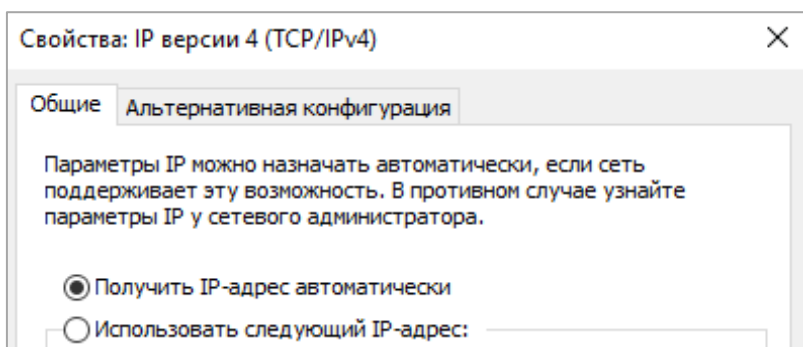 Свойства: IP версии 4 (TCP/IPv4)
Общие Альтернативная конфигурация
Параметры IP можно назначать автоматически, если сеть
поддерживает эту возможность. В противном случае узнайте
параметры IP у сетевого администратора.
Получить IP-адрес автоматически
Использовать следующий IP-адрес: